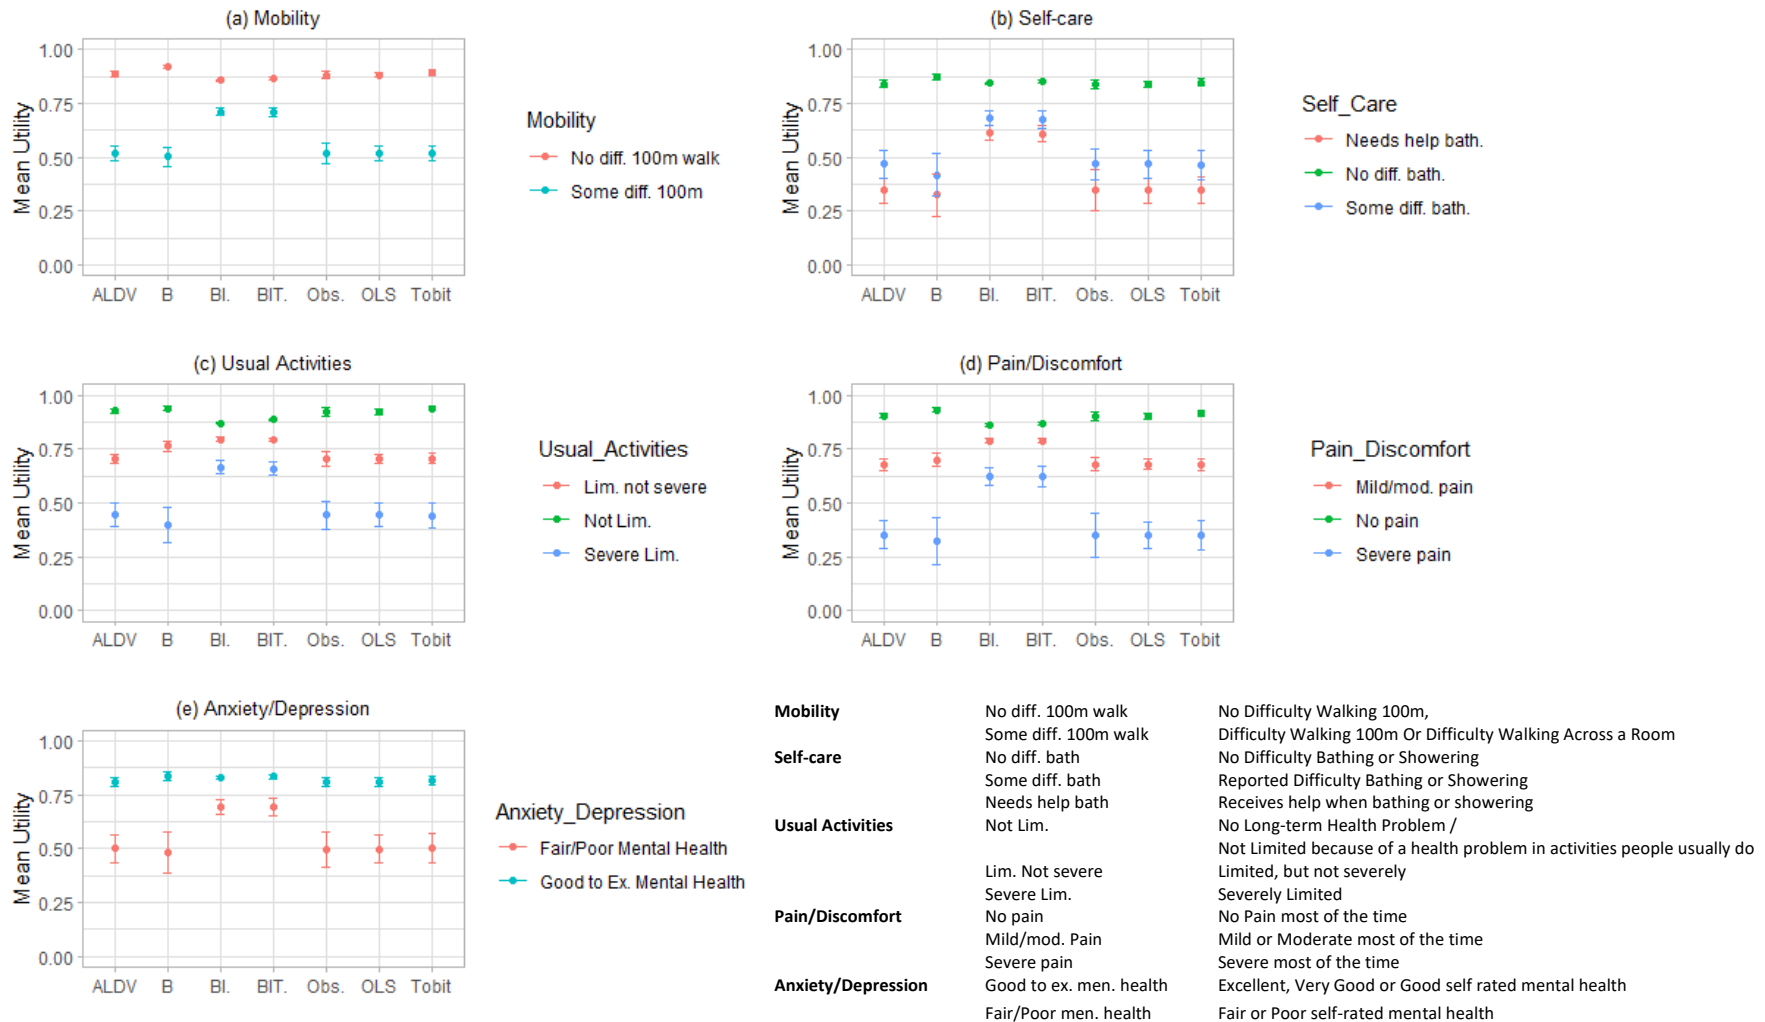 (a) Mobility
1.00
0.75
0.50
0.25
0.00
Mean Utility
ALDV B BI. BIT. Obs. OLS Tobit
Mobility
No diff. 100m walk
Some diff. 100m
(b) Self-care
1.00
0.75
0.50
0.25
0.00
Mean Utility
ALDV B BI. BIT. Obs. OLS Tobit
Self_Care
Needs help bath.
No diff. bath.
Some diff. bath.
(c) Usual Activities
1.00
0.75
0.50
0.25
0.00
Mean Utility
ALDV B BI. BIT. Obs. OLS Tobit
Usual_Activities
Lim. not severe
Not Lim.
Severe Lim.
(d) Pain/Discomfort
1.00
0.75
0.50
0.25
0.00
Mean Utility
ALDV B BI. BIT. Obs. OLS Tobit
Pain_Discomfort
Mild/mod. pain
No pain
Severe pain
(e) Anxiety/Depression
1.00
0.75
0.50
0.25
0.00
Mean Utility
ALDV B BI. BIT. Obs. OLS Tobit
Anxiety_Depression
Fair/Poor Mental Health
Good to Ex. Mental Health
Mobility No diff. 100m walk No Difficulty Walking 100m,
Some diff. 100m walk Difficulty Walking 100m Or Difficulty Walking Across a Room
Self-care No diff. bath No Difficulty Bathing or Showering
Some diff. bath Reported Difficulty Bathing or Showering
Needs help bath Receives help when bathing or showering
Usual Activities Not Lim. No Long-term Health Problem /
Not Limited because of a health problem in activities people usually do
Lim. Not severe Limited, but not severely
Severe Lim. Severely Limited
Pain/Discomfort No pain No Pain most of the time
Mild/mod. Pain Mild or Moderate most of the time
Severe pain Severe most of the time
Anxiety/Depression Good to ex. men. health Excellent, Very Good or Good self rated mental health
Fair/Poor men. health Fair or Poor self-rated mental health